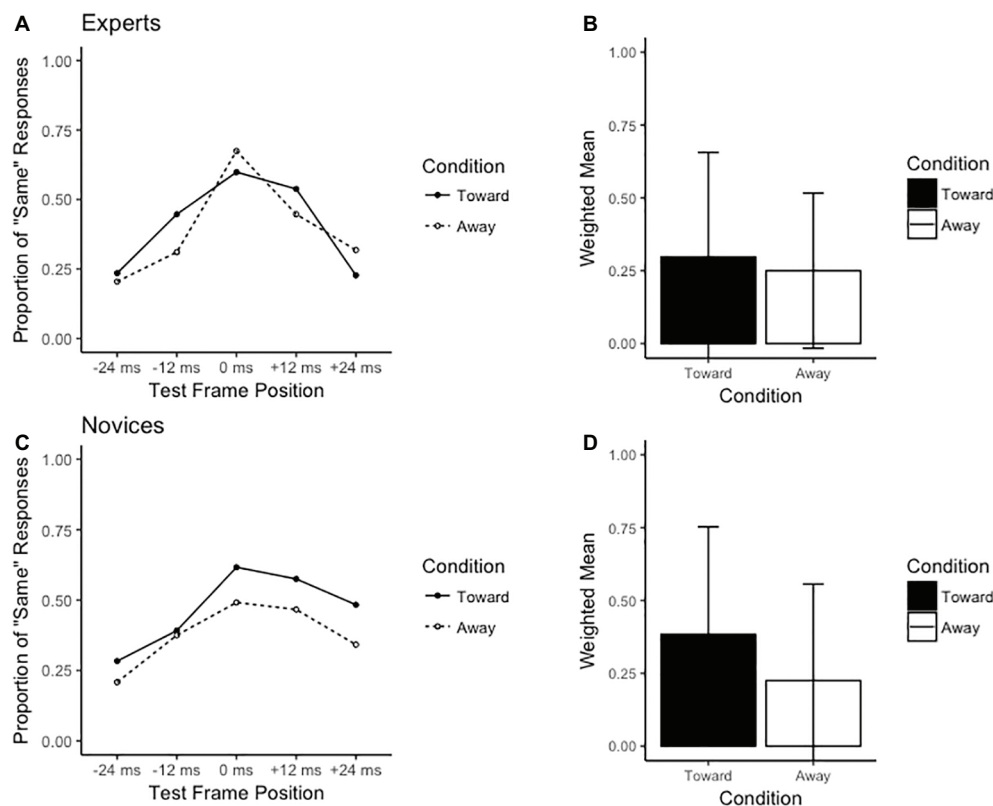 A
Experts
Proportion of "Same" Responses
1.00
0.75
0.50
0.25
0.00
-24 ms -12 ms 0 ms +12 ms +24 ms
Test Frame Position
Condition
Toward
Away
B
Weighted Mean
1.00
0.75
0.50
0.25
0.00
Toward Away
Condition
Condition
Toward
Away
C
Novices
Proportion of "Same" Responses
1.00
0.75
0.50
0.25
0.00
-24 ms -12 ms 0 ms +12 ms +24 ms
Test Frame Position
Condition
Toward
Away
D
Weighted Mean
1.00
0.75
0.50
0.25
0.00
Toward Away
Condition
Condition
Toward
Away